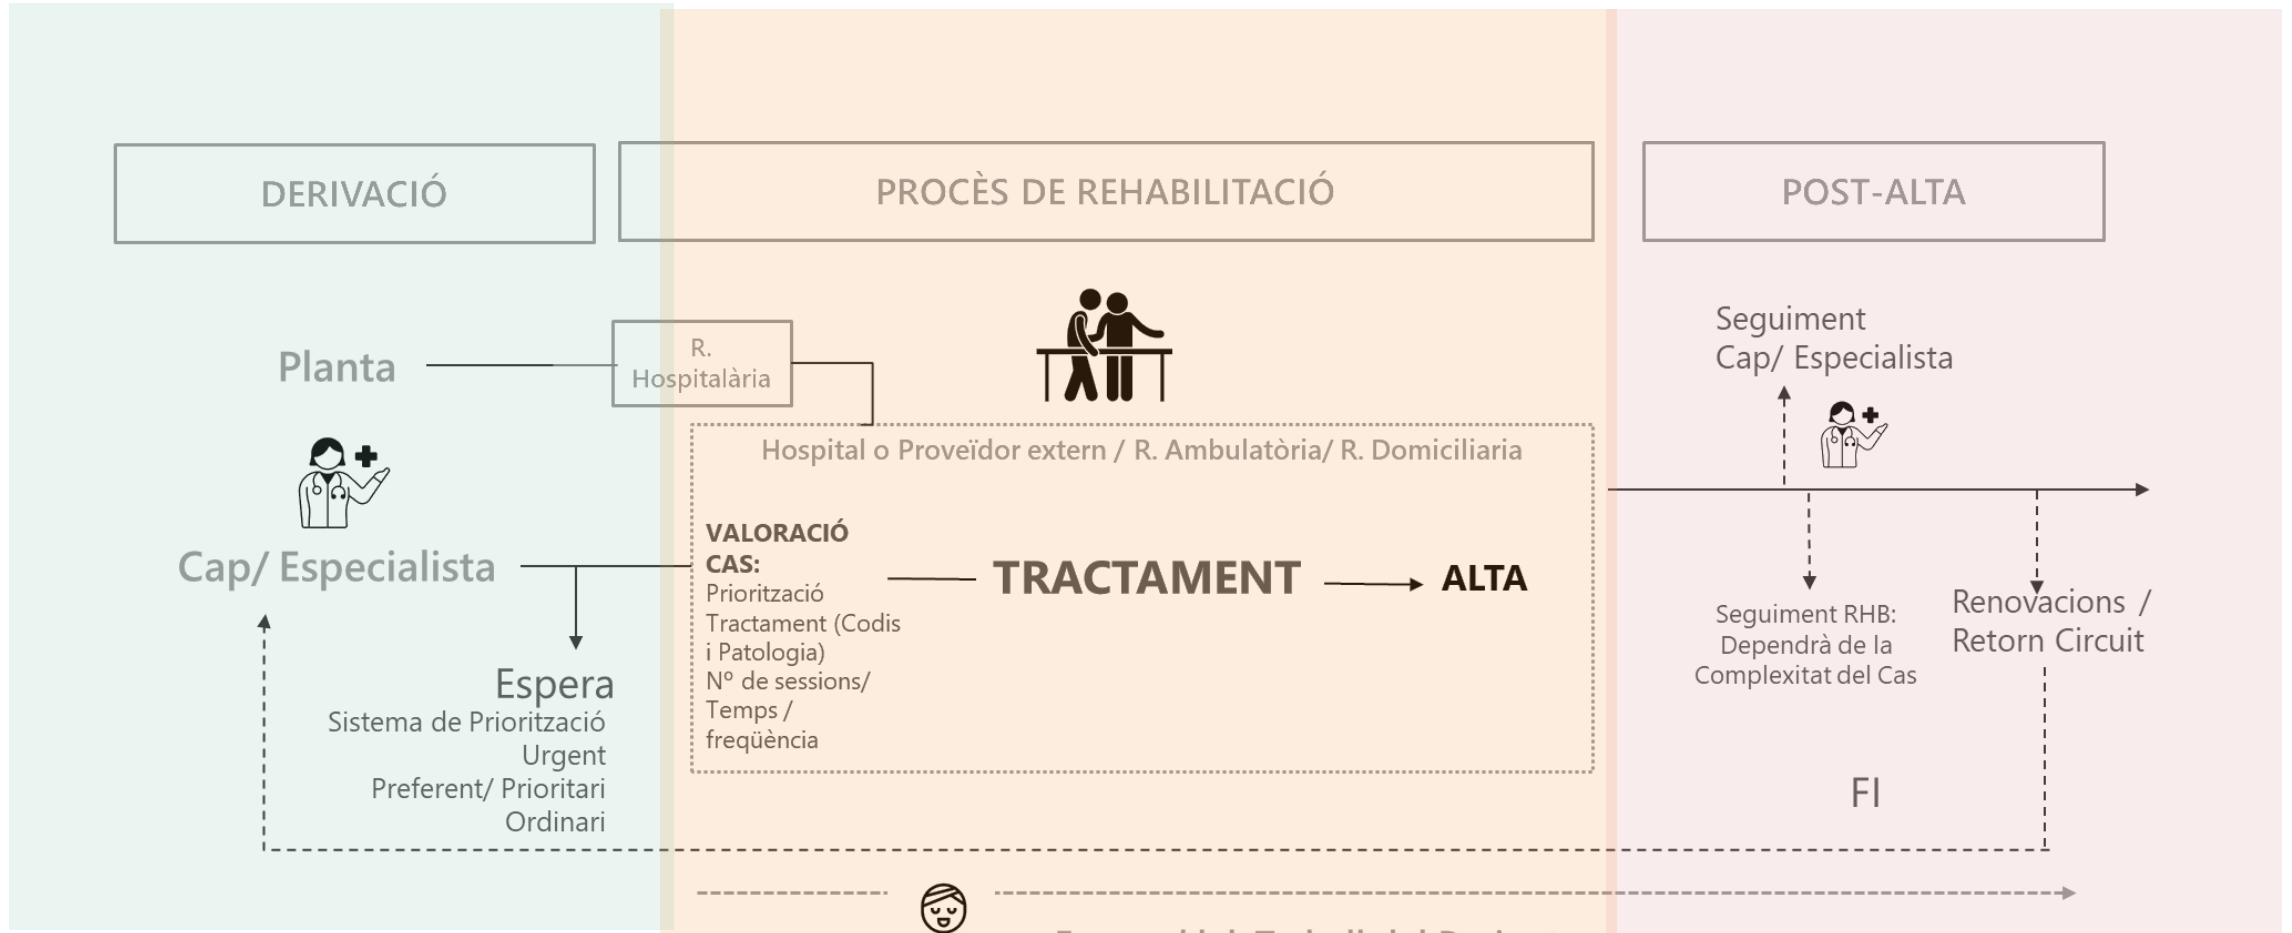 DERIVACIÓ
PROCÈS DE REHABILITACIÓ
POST-ALTA
Planta
R.
Hospitalària
Cap/ Especialista
Espera
Sistema de Priorització
Urgent
Preferent/ Prioritari
Ordinari
Hospital o Proveïdor extern / R. Ambulatòria/ R. Domiciliaria
VALORACIÓ
CAS:
Priorització
Tractament (Codis
i Patologia)
Nº de sessions/
Temps /
freqüència
TRACTAMENT
ALTA
Seguiment
Cap/ Especialista
Seguiment RHB:
Dependrà de la
Complexitat del Cas
Renovacions /
Retorn Circuit
FI